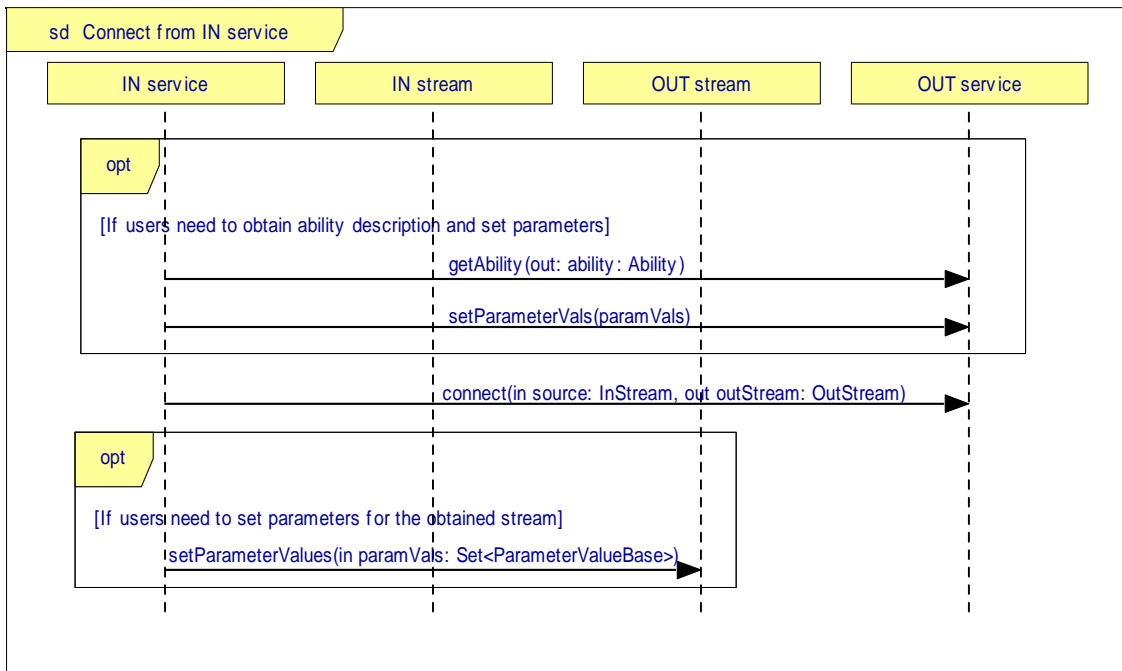 sd Connect from IN service
IN service
IN stream
OUT stream
OUT service
opt
[If users need to obtain ability description and set parameters]
getAbility(out: ability: Ability)
setParameterVals(paramVals)
connect(in source: InStream, out outStream: OutStream)
opt
[If users need to set parameters for the obtained stream]
setParameterValues(in paramVals: Set<ParameterValueBase>)